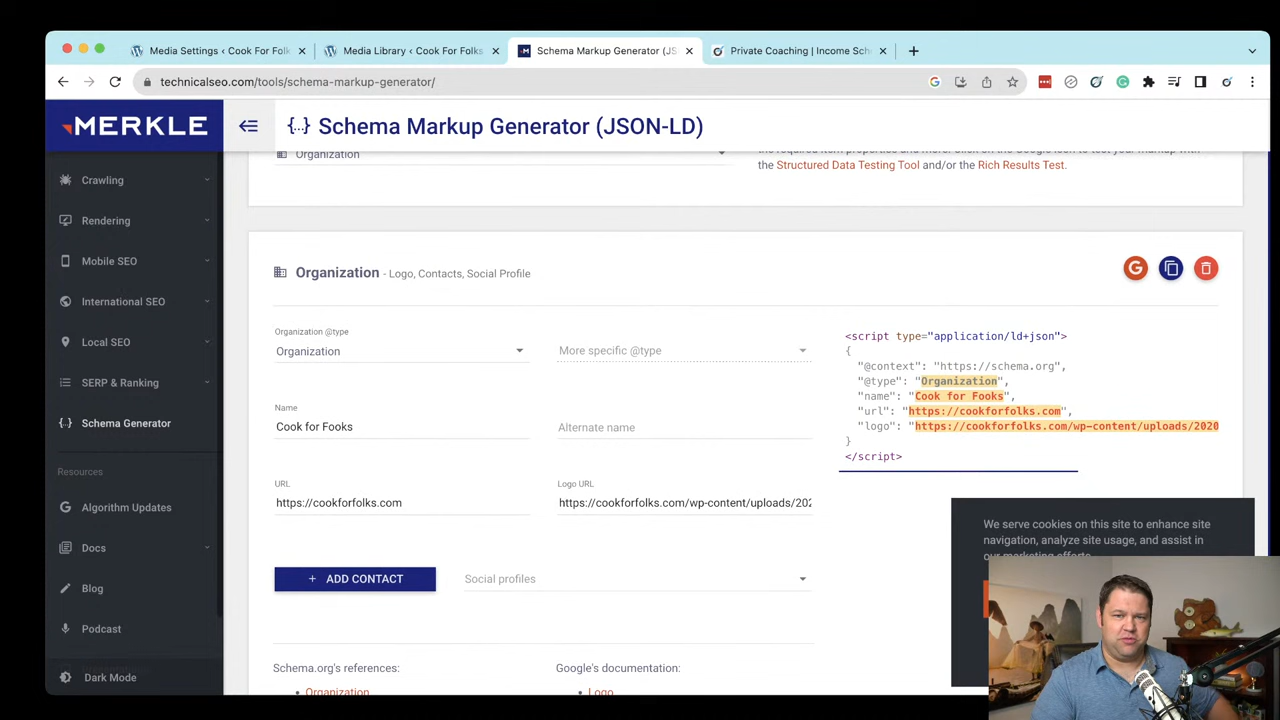 Media Settings ‹ Cook For Folk
Media Library ‹ Cook For Folks
Schema Markup Generator (JS
Private Coaching | Income Sch
technicalseo.com/tools/schema-markup-generator/
MERKLE
{...} Schema Markup Generator (JSON-LD)
Organization
the Structured Data Testing Tool and/or the Rich Results Test.
Crawling
Rendering
Mobile SEO
International SEO
Local SEO
SERP & Ranking
{..} Schema Generator
Resources
Algorithm Updates
Docs
Blog
Podcast
Dark Mode
Organization - Logo, Contacts, Social Profile
Organization @type
Organization
More specific @type
Name
Cook for Fooks
Alternate name
URL
https://cookforfolks.com
Logo URL
https://cookforfolks.com/wp-content/uploads/202
+ ADD CONTACT
Social profiles
Schema.org's references:
• Organization
Google's documentation:
• Logo
<script type="application/ld+json">
{
"@context": "https://schema.org",
"@type": "Organization",
"name": "Cook for Fooks",
"url": "https://cookforfolks.com",
"logo": "https://cookforfolks.com/wp-content/uploads/2020
}
</script>
We serve cookies on this site to enhance site
navigation, analyze site usage, and assist in
our marketing efforts